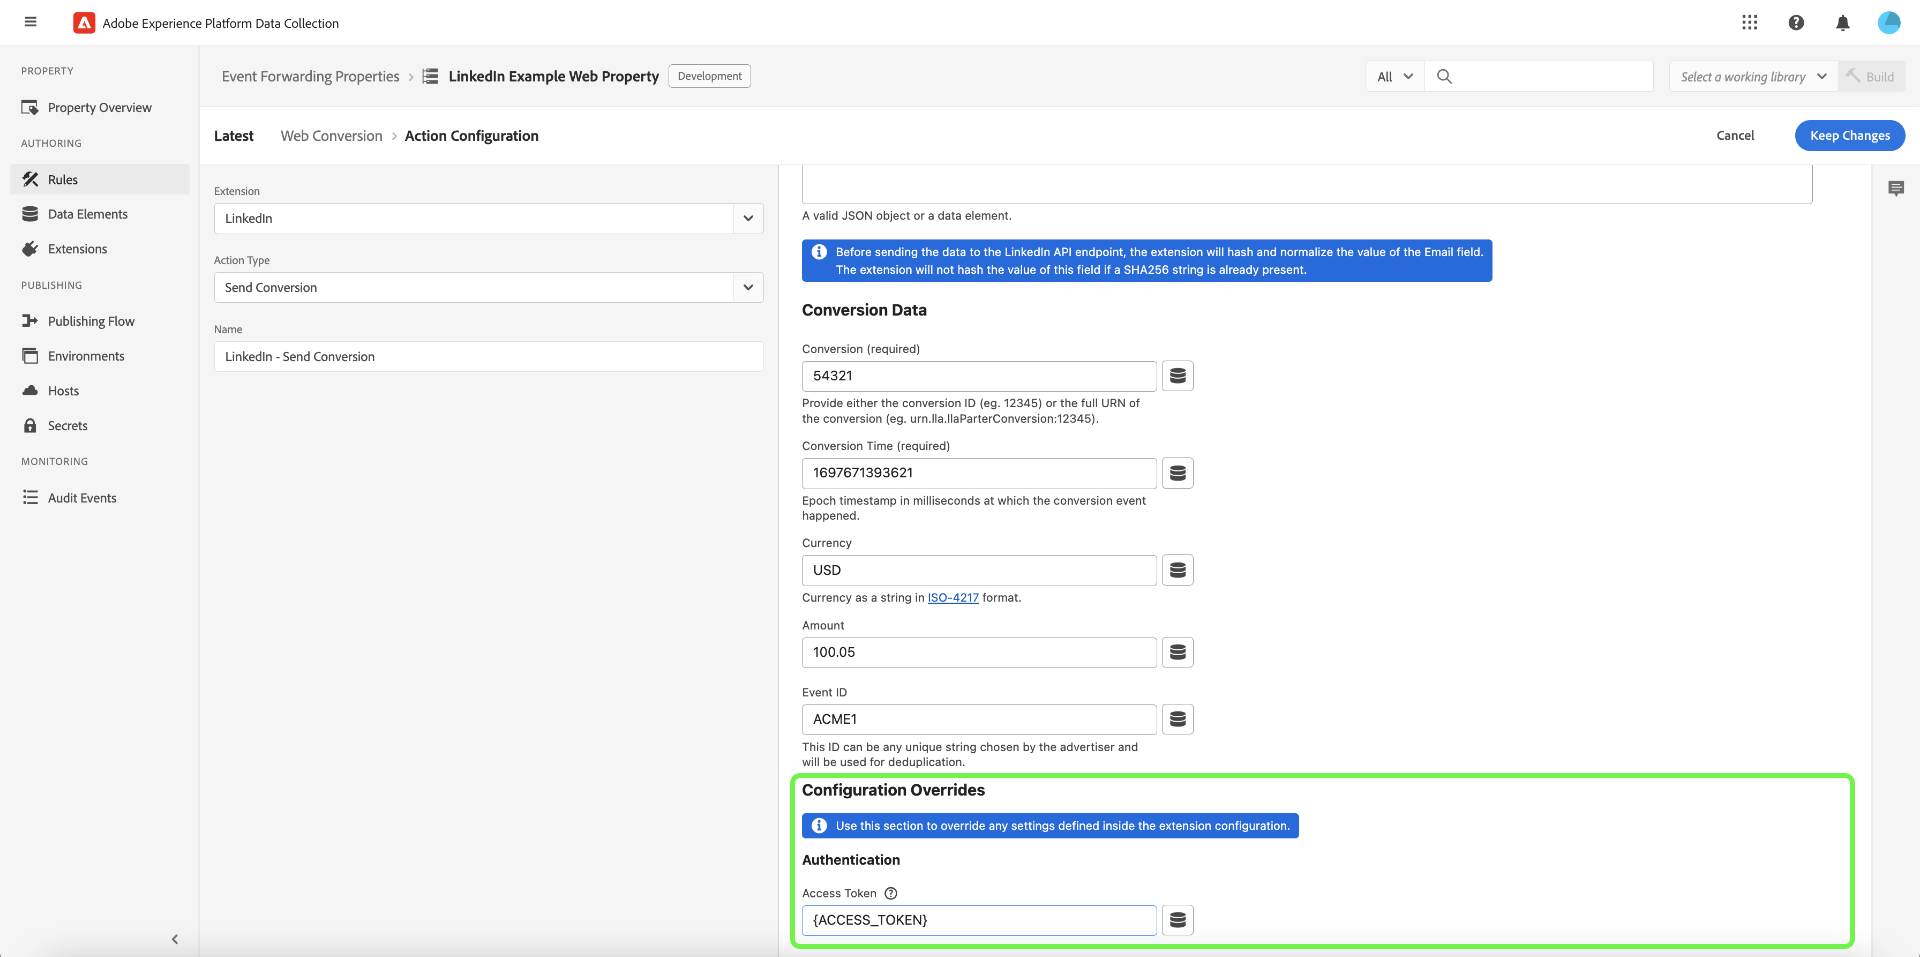 Adobe Experience Platform Data Collection
PROPERTY
Property Overview
AUTHORING
Rules
Data Elements
Extensions
PUBLISHING
Publishing Flow
Environments
Hosts
Secrets
MONITORING
Audit Events
Event Forwarding Properties > LinkedIn Example Web Property Development
All
Select a working library
Build
Latest Web Conversion > Action Configuration
Cancel
Keep Changes
Extension
LinkedIn
Action Type
Send Conversion
Name
LinkedIn - Send Conversion
A valid JSON object or a data element.
Before sending the data to the LinkedIn API endpoint, the extension will hash and normalize the value of the Email field.
The extension will not hash the value of this field if a SHA256 string is already present.
Conversion Data
Conversion (required)
54321
Provide either the conversion ID (eg. 12345) or the full URN of
the conversion (eg. urn.lla.llaParterConversion:12345).
Conversion Time (required)
1697671393621
Epoch timestamp in milliseconds at which the conversion event
happened.
Currency
USD
Currency as a string in ISO-4217 format.
Amount
100.05
Event ID
ACME1
This ID can be any unique string chosen by the advertiser and
will be used for deduplication.
Configuration Overrides
Use this section to override any settings defined inside the extension configuration.
Authentication
Access Token
{ACCESS_TOKEN}